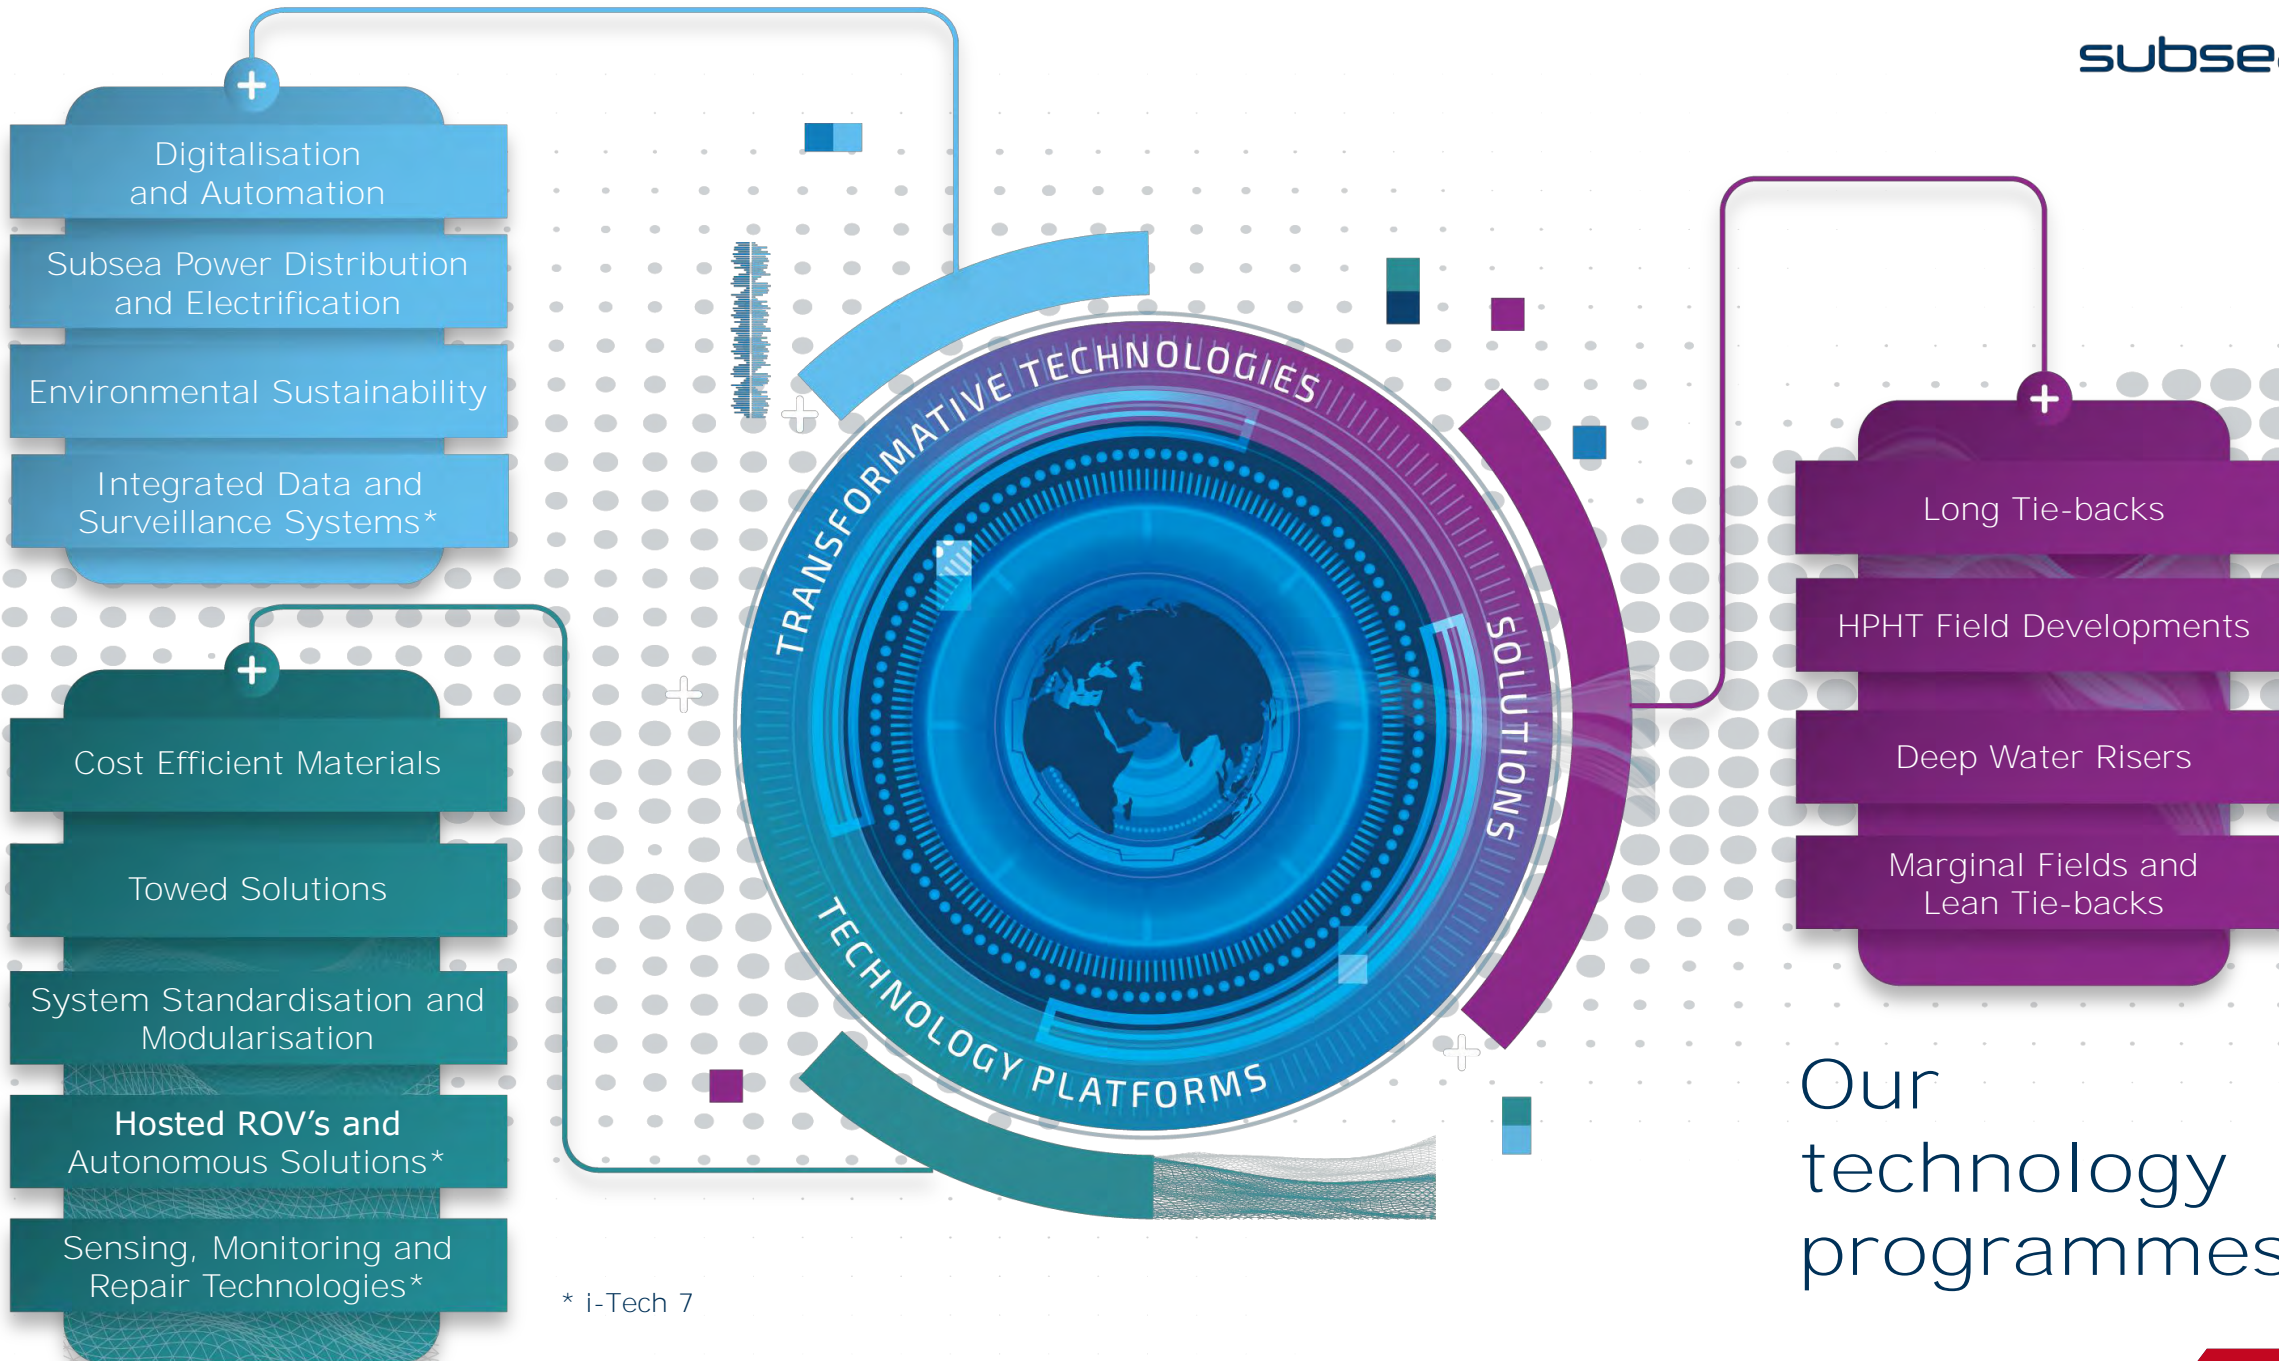 Digitalisation
and Automation
Subsea Power Distribution
and Electrification
Environmental Sustainability
Integrated Data and
Surveillance Systems*
Cost Efficient Materials
Towed Solutions
System Standardisation and
Modularisation
Hosted ROV's and
Autonomous Solutions*
Sensing, Monitoring and
Repair Technologies*
TRANSFORMATIVE TECHNOLOGIES
SOLUTIONS
TECHNOLOGY PLATFORMS
* i-Tech 7
Long Tie-backs
HPHT Field Developments
Deep Water Risers
Marginal Fields and
Lean Tie-backs
Our
technology
programmes